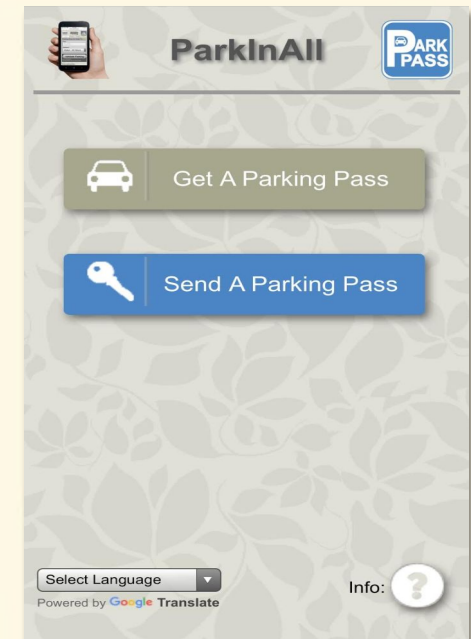 ParkInAll
PARK
PASS
Get A Parking Pass
Send A Parking Pass
Select Language
Powered by Google Translate
Info: ?